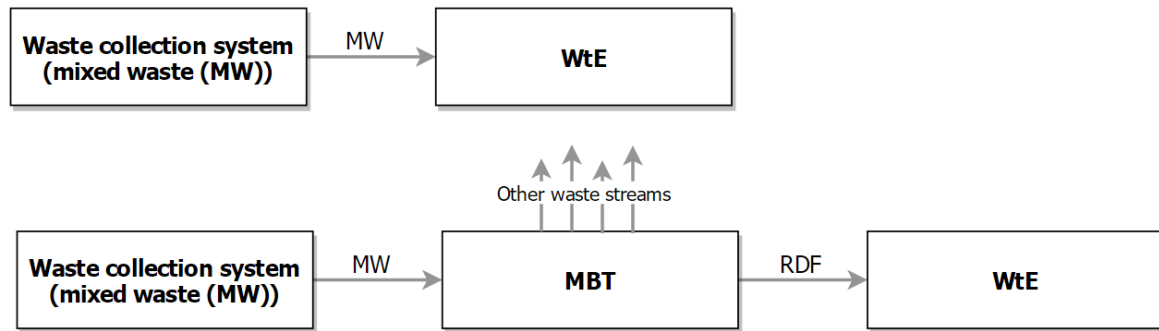 Waste collection system
(mixed waste (MW))
MW
WtE
Other waste streams
Waste collection system
(mixed waste (MW))
MW
MBT
RDF
WtE